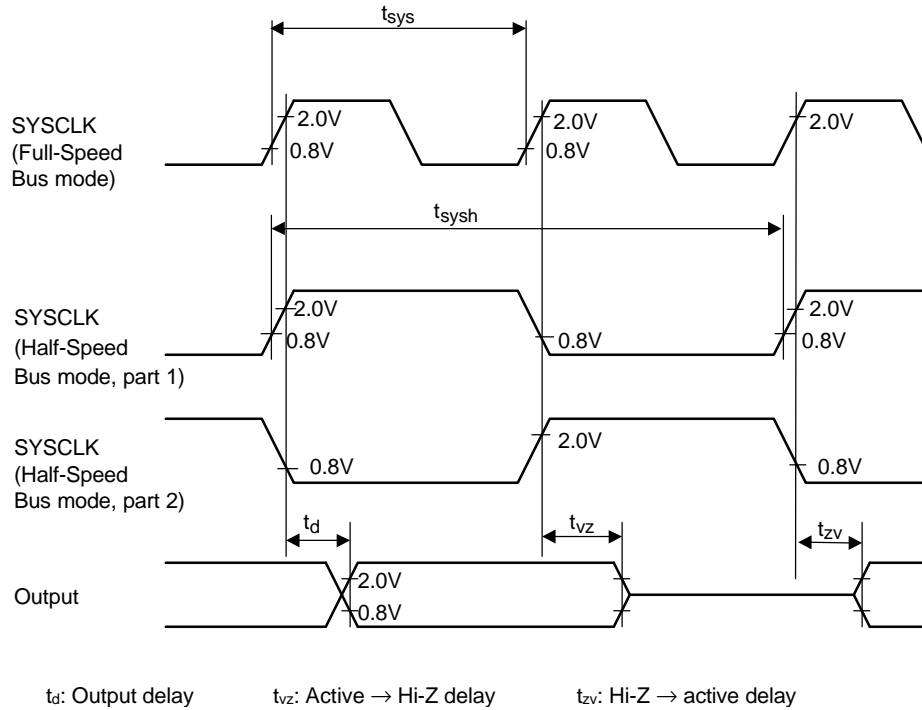 tsys
SYSCLK
(Full-Speed
Bus mode)
2.0V
0.8V
2.0V
0.8V
2.0V
tsysh
SYSCLK
(Half-Speed
Bus mode, part 1)
2.0V
0.8V
0.8V
2.0V
0.8V
SYSCLK
(Half-Speed
Bus mode, part 2)
0.8V
2.0V
0.8V
td
tvz
tzv
Output
2.0V
0.8V
td: Output delay
tvz: Active → Hi-Z delay
tzv: Hi-Z → active delay